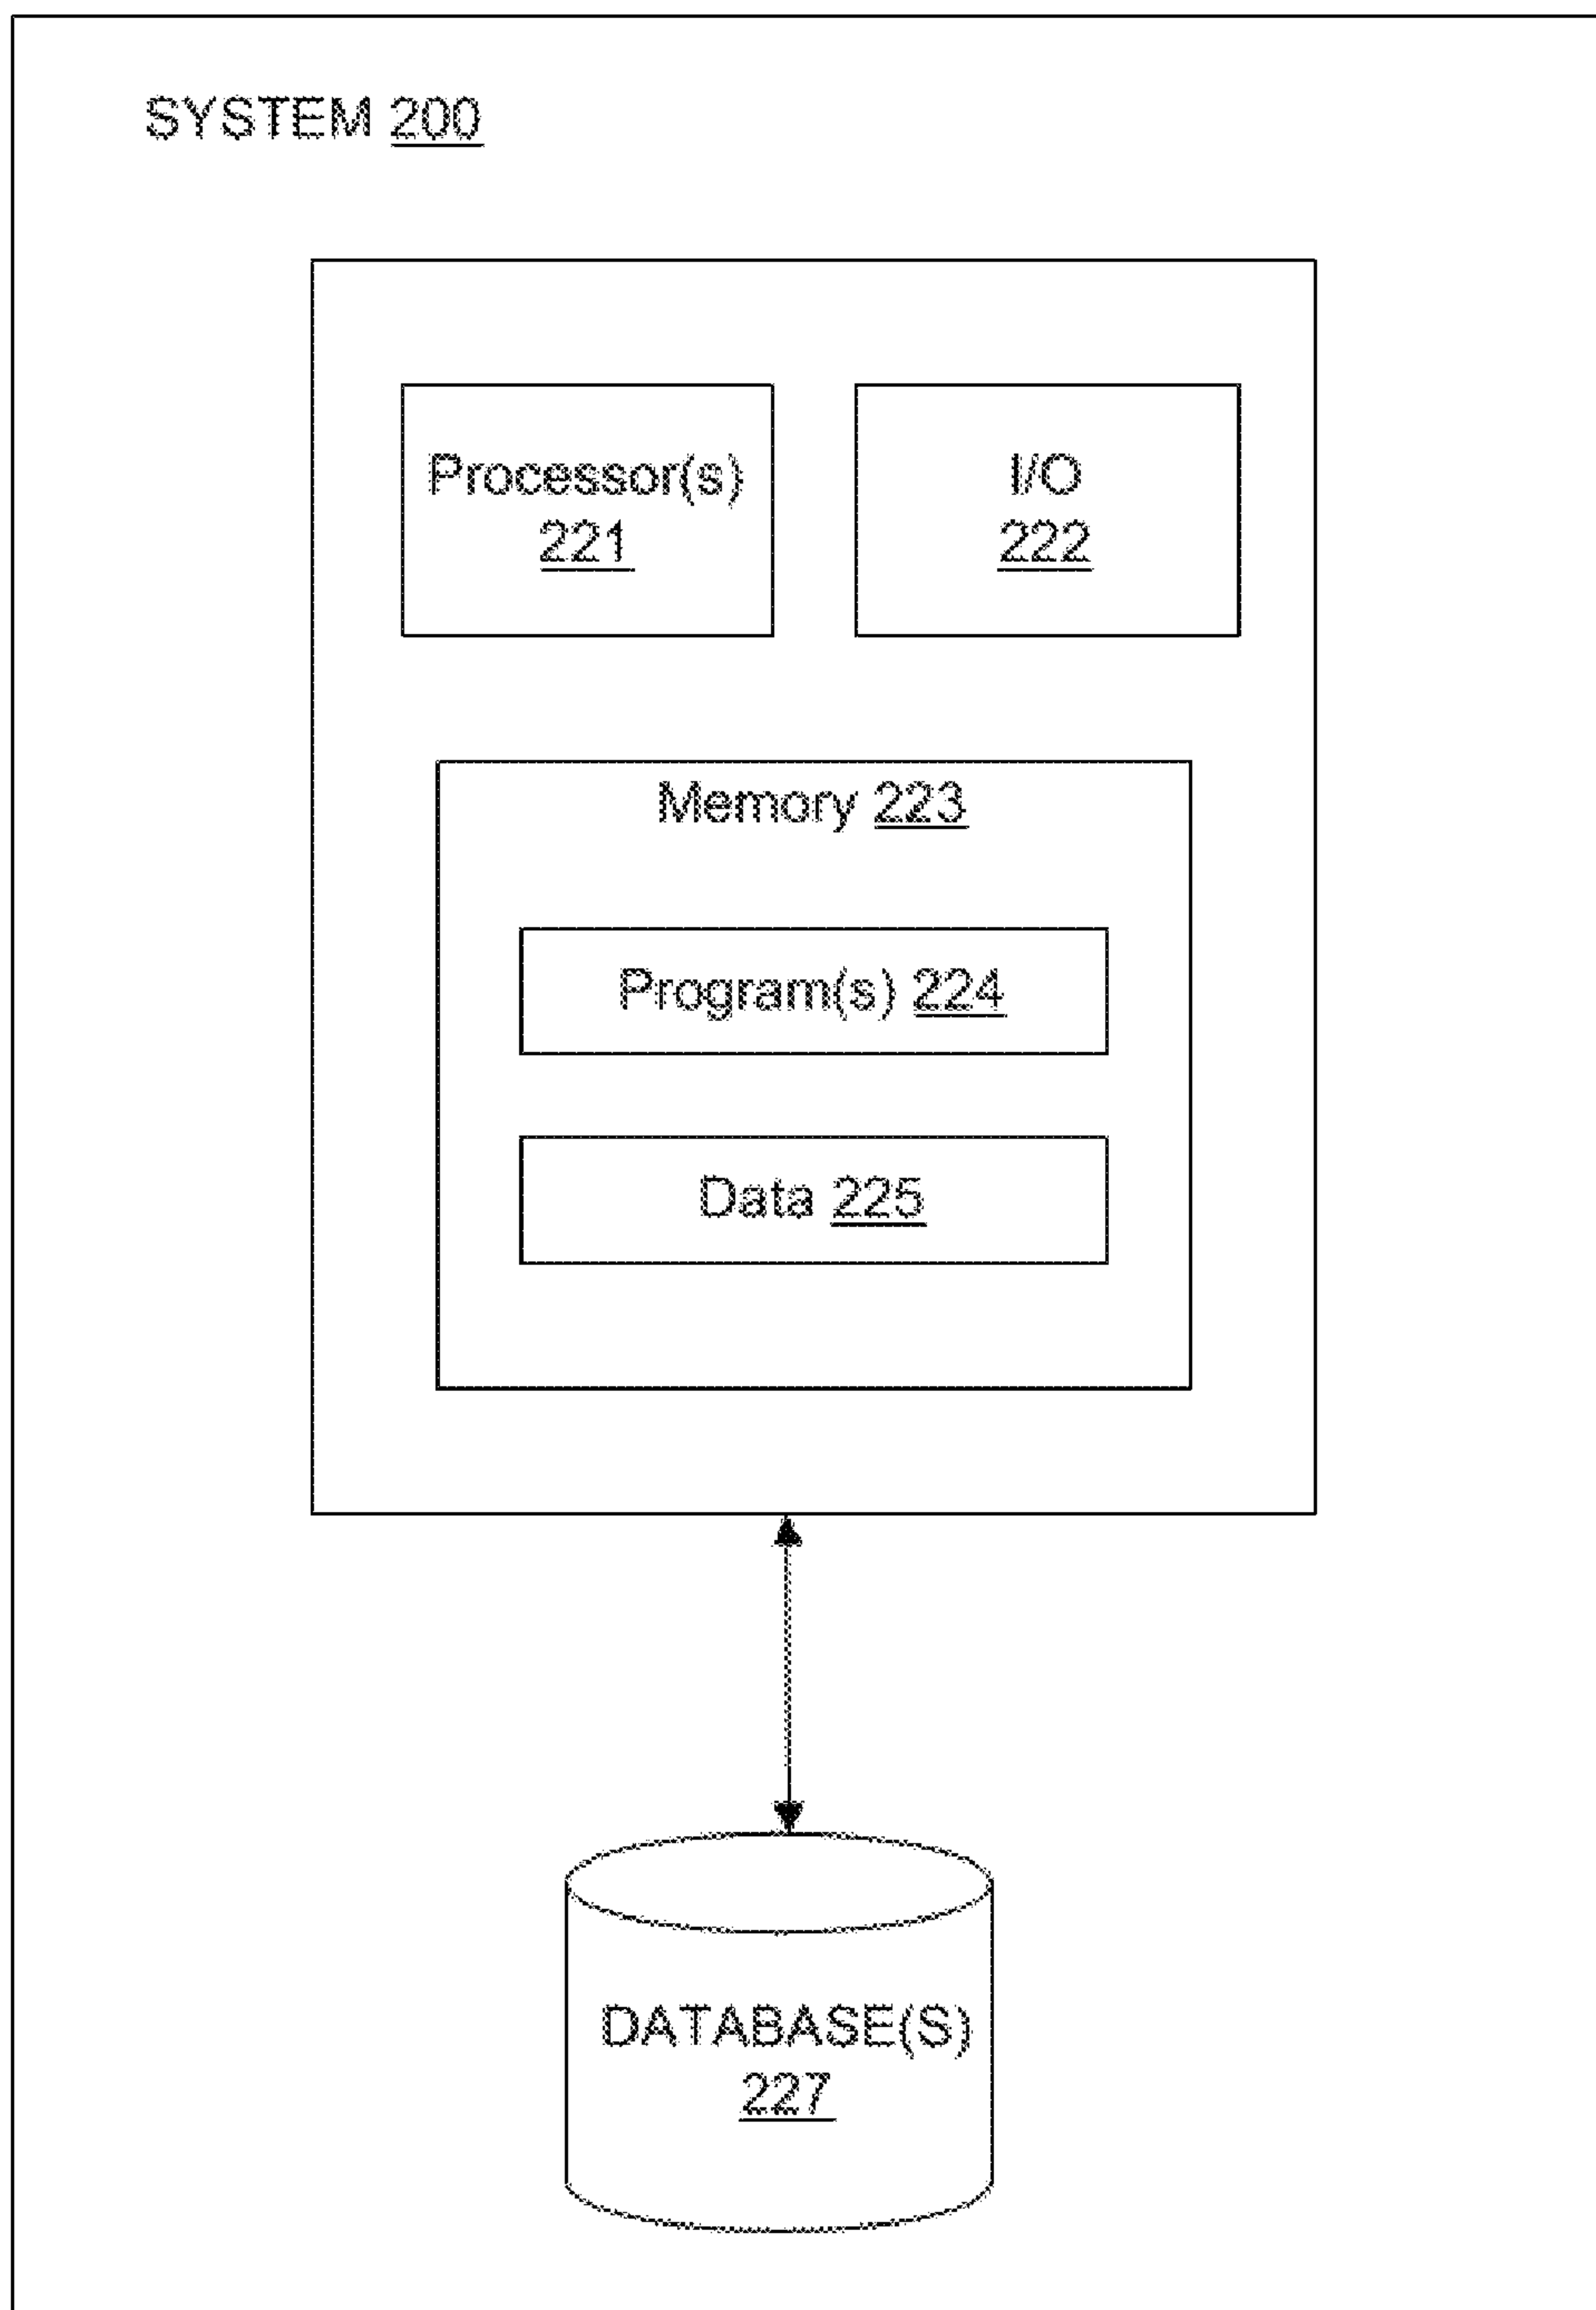 SYSTEM 200
Processor(s)
221
I/O
222
Memory 223
Program(s) 224
Data 225
DATABASE(S)
227